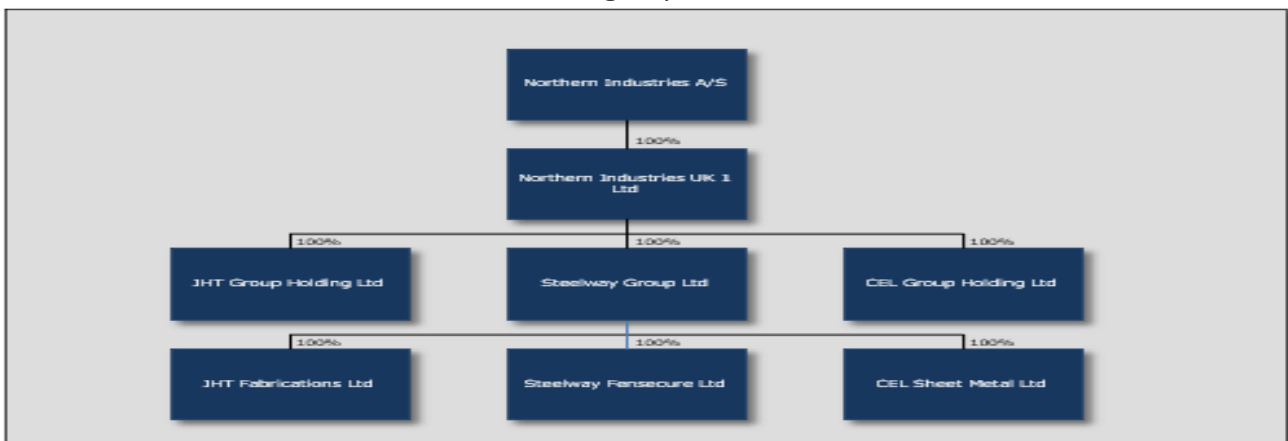 Northern Industries A/S
100%
Northern Industries UK 1
Ltd
100%
100%
100%
JHT Group Holding Ltd
Steelway Group Ltd
CEL Group Holding Ltd
100%
100%
100%
JHT Fabrications Ltd
Steelway Fensecure Ltd
CEL Sheet Metal Ltd